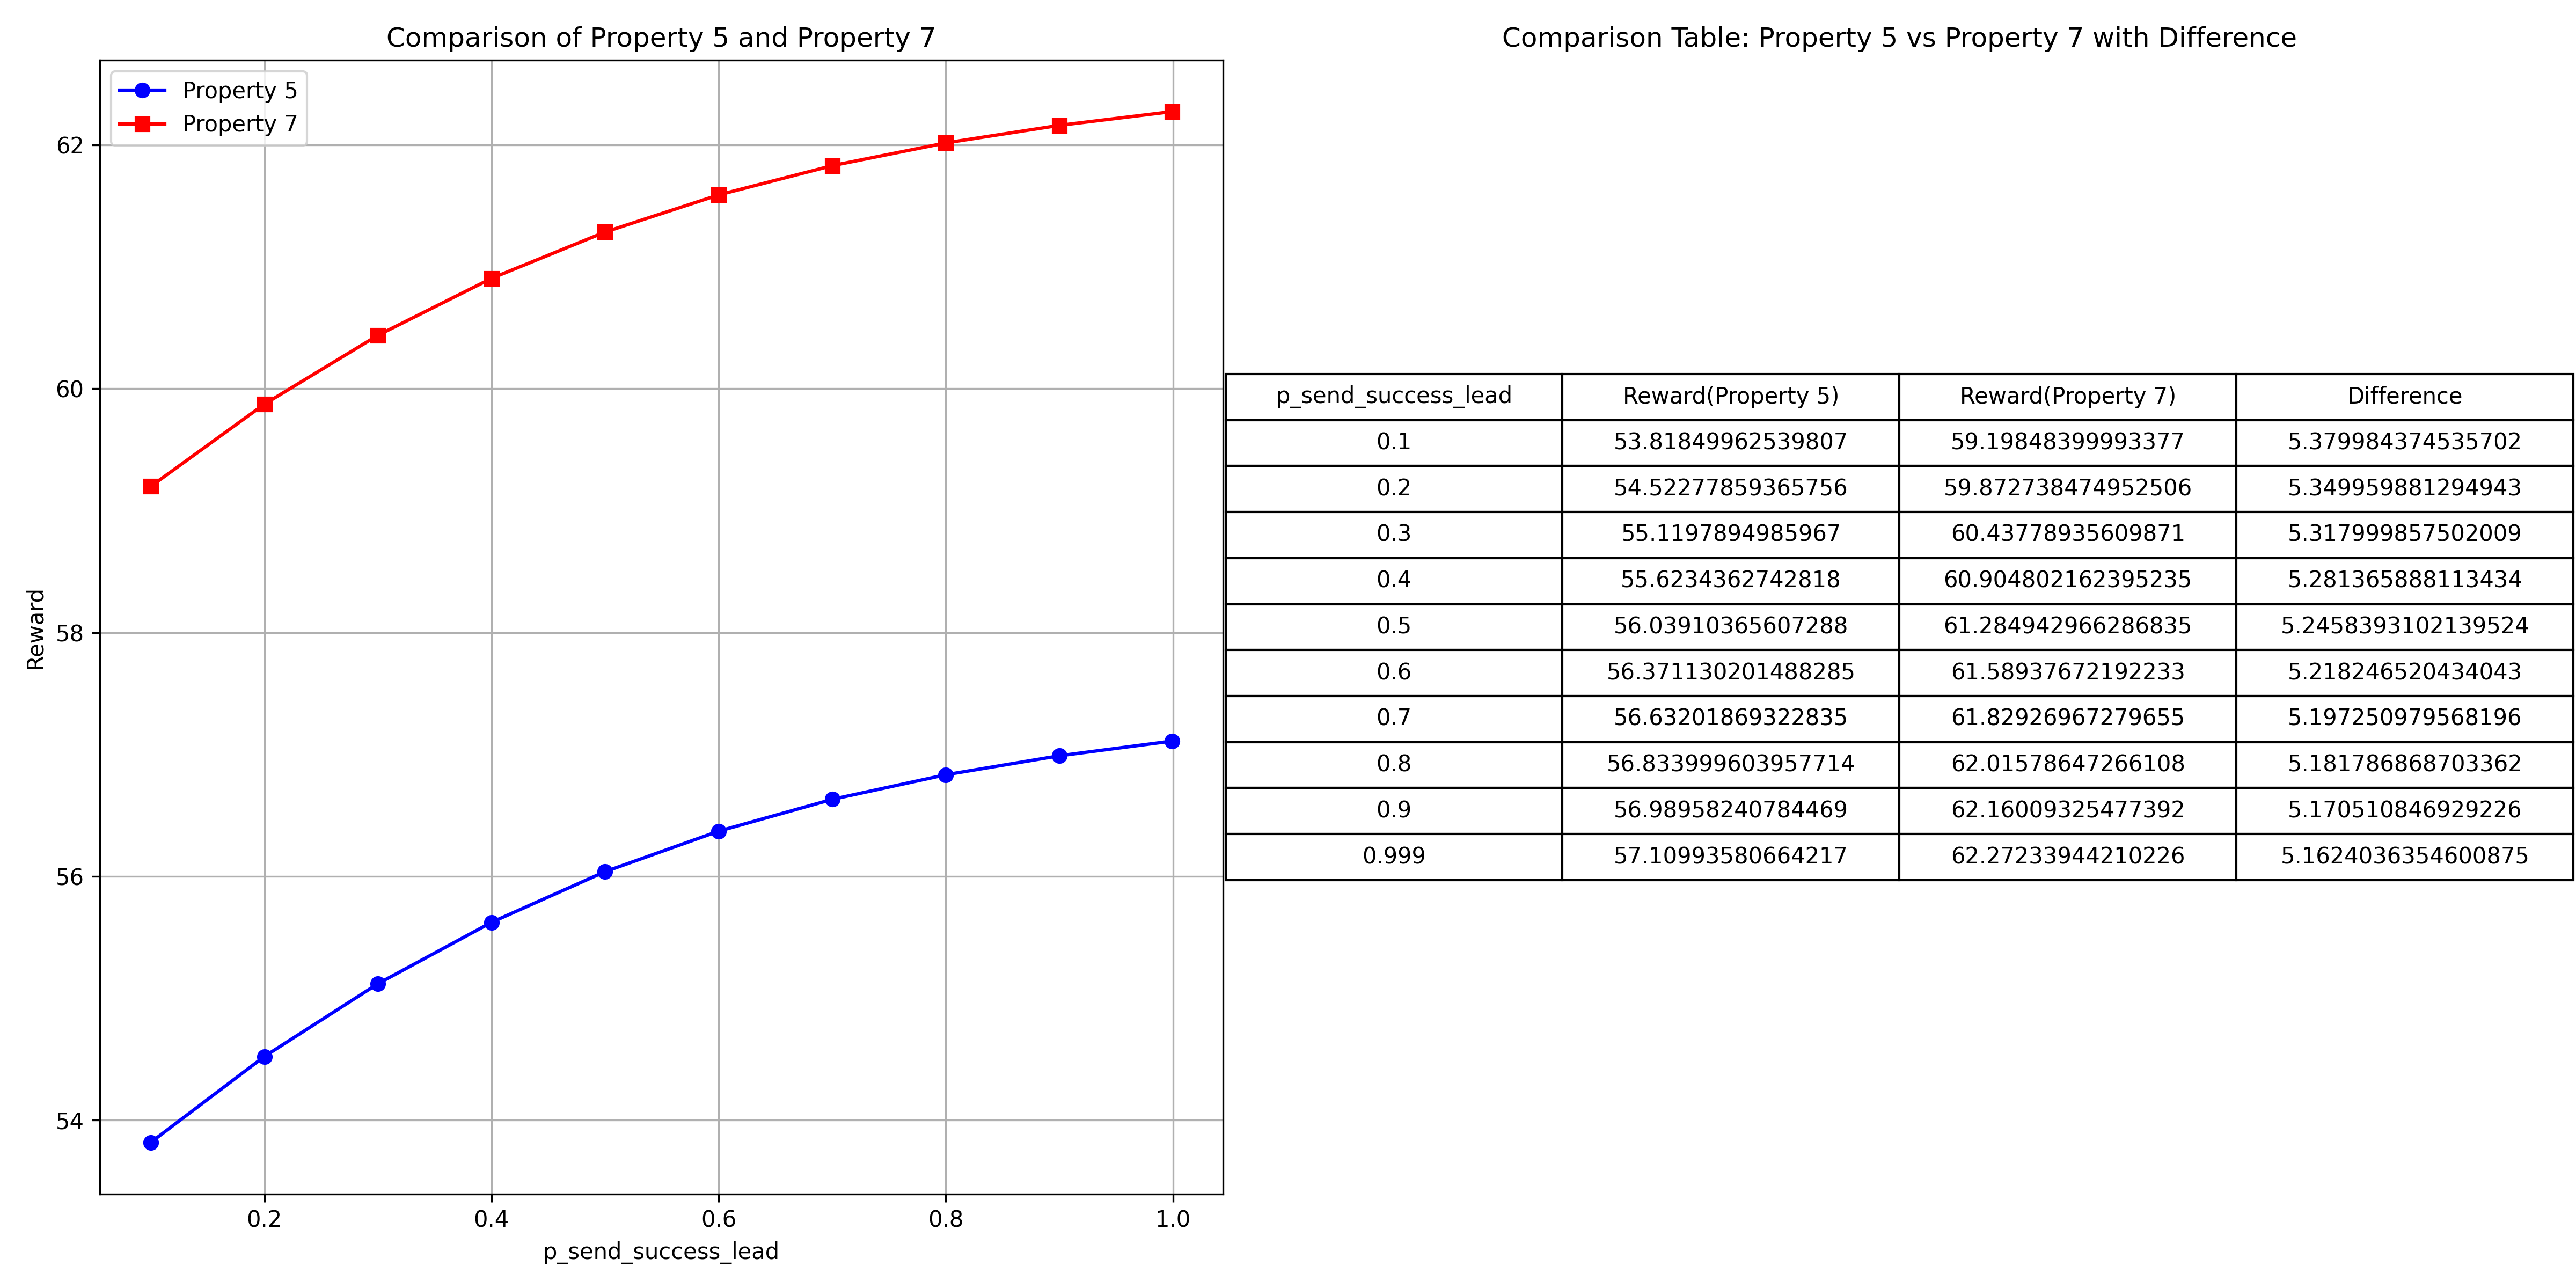 Comparison of Property 5 and Property 7
Property 5
Property 7
62
60
58
56
54
Reward
0.2 0.4 0.6 0.8 1.0
p_send_success_lead
Comparison Table: Property 5 vs Property 7 with Difference
p_send_success_lead Reward(Property 5) Reward(Property 7) Difference
0.1 53.81849962539807 59.19848399993377 5.379984374535702
0.2 54.52277859365756 59.872738474952506 5.349959881294943
0.3 55.1197894985967 60.43778935609871 5.317999857502009
0.4 55.6234362742818 60.904802162395235 5.281365888113434
0.5 56.03910365607288 61.284942966286835 5.2458393102139524
0.6 56.371130201488285 61.58937672192233 5.218246520434043
0.7 56.63201869322835 61.82926967279655 5.197250979568196
0.8 56.833999603957714 62.01578647266108 5.181786868703362
0.9 56.98958240784469 62.16009325477392 5.170510846929226
0.999 57.10993580664217 62.27233944210226 5.1624036354600875